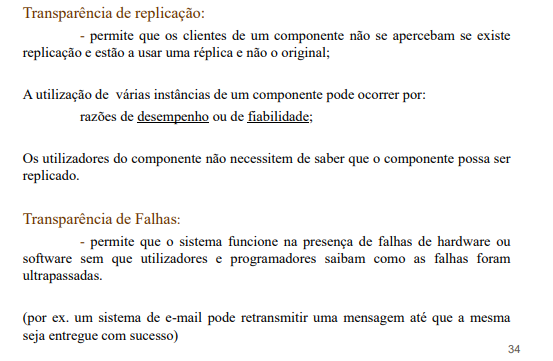 Transparência de replicação:
- permite que os clientes de um componente não se apercebam se existe
replicação e estão a usar uma réplica e não o original;
A utilização de várias instâncias de um componente pode ocorrer por:
razões de desempenho ou de fiabilidade;
Os utilizadores do componente não necessitem de saber que o componente possa ser
replicado.
Transparência de Falhas:
- permite que o sistema funcione na presença de falhas de hardware ou
software sem que utilizadores e programadores saibam como as falhas foram
ultrapassadas.
(por ex. um sistema de e-mail pode retransmitir uma mensagem até que a mesma
seja entregue com sucesso)
34